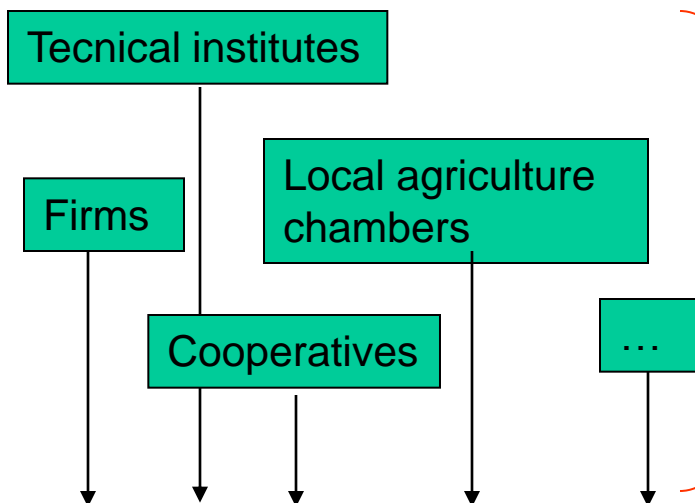 Tecnical institutes
Firms
Local agriculture
chambers
Cooperatives
…